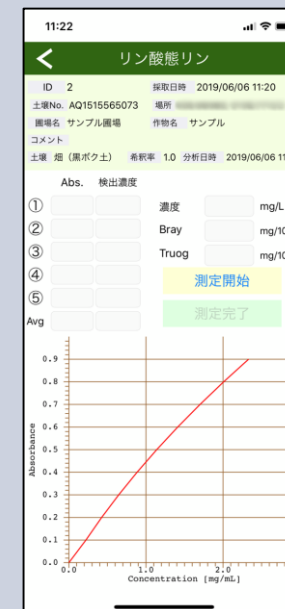 11:22
リン酸態リン
ID 2 採取日時 2019/06/06 11:20
土壌No. AQ1515565073 場所
圃場名 サンプル圃場 作物名 サンプル
コメント
土壌 畑（黒ボク土） 希釈率 1.0 分析日時 2019/06/06 11
Abs. 検出濃度
① 濃度 mg/L
② Bray mg/10
③ Truog mg/10
④ 測定開始
⑤ 測定完了
Avg
0.9
0.8
0.7
0.6
0.5
0.4
0.3
0.2
0.1
0.0
Absorbance
0.0 1.0 2.0
Concentration [mg/mL]